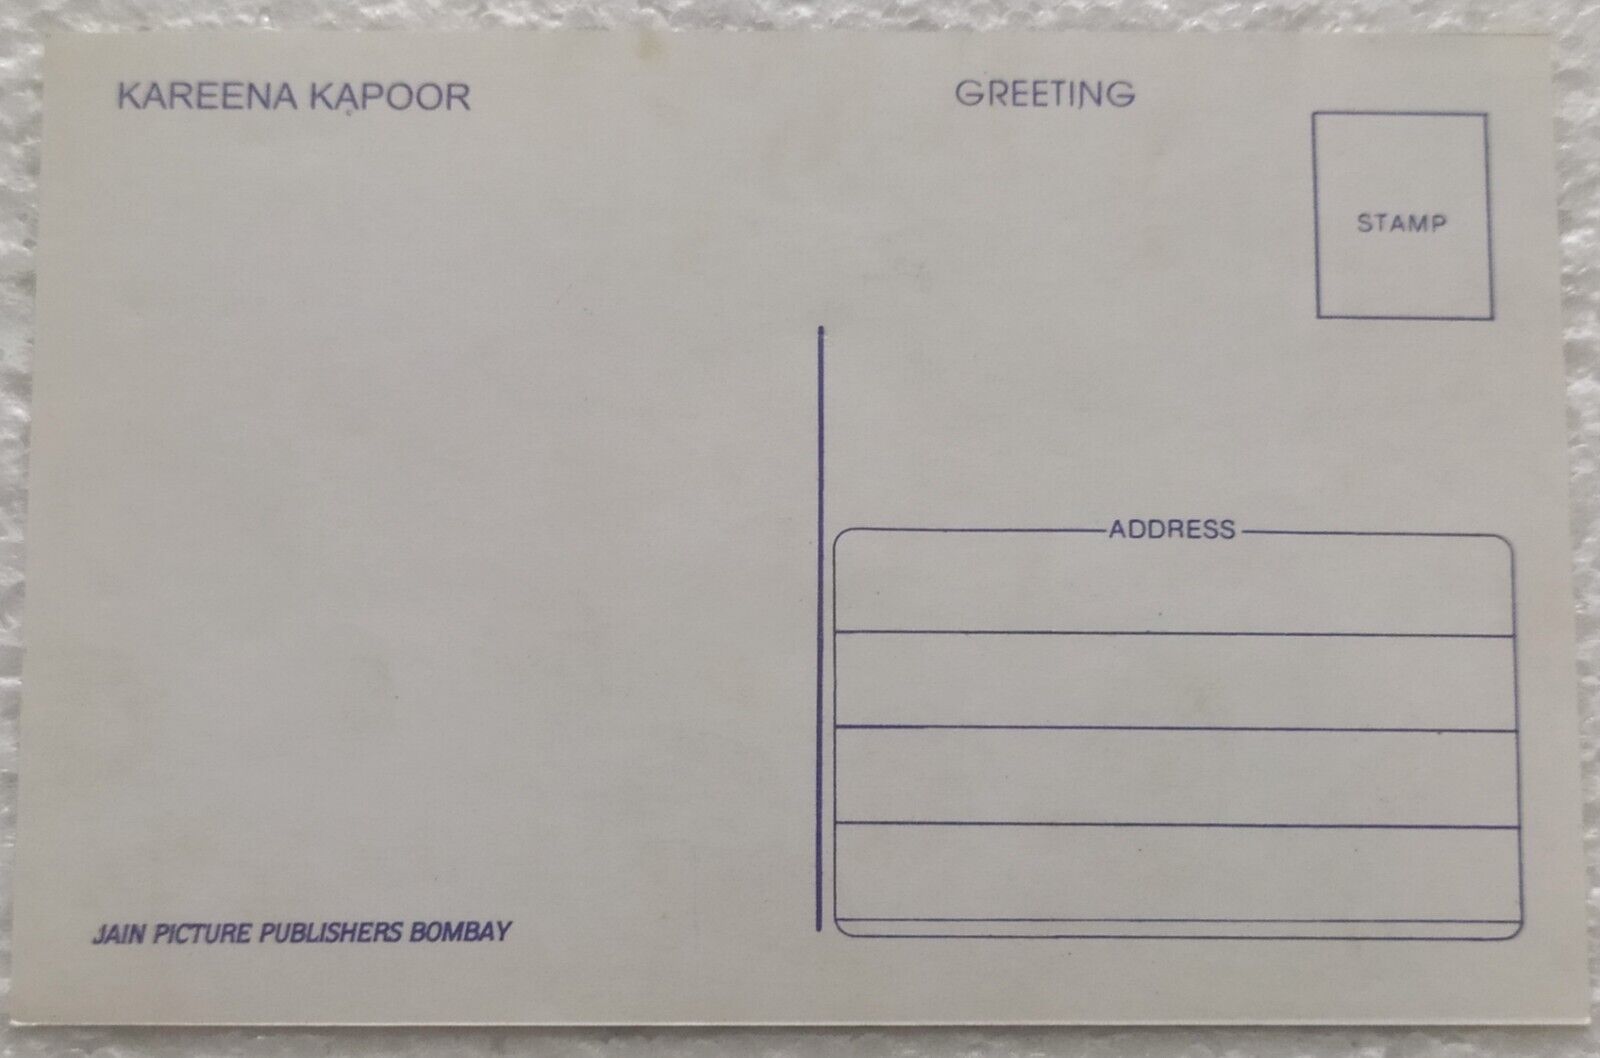 KAREENA KAPOOR
GREETING
STAMP
ADDRESS
JAIN PICTURE PUBLISHERS BOMBAY